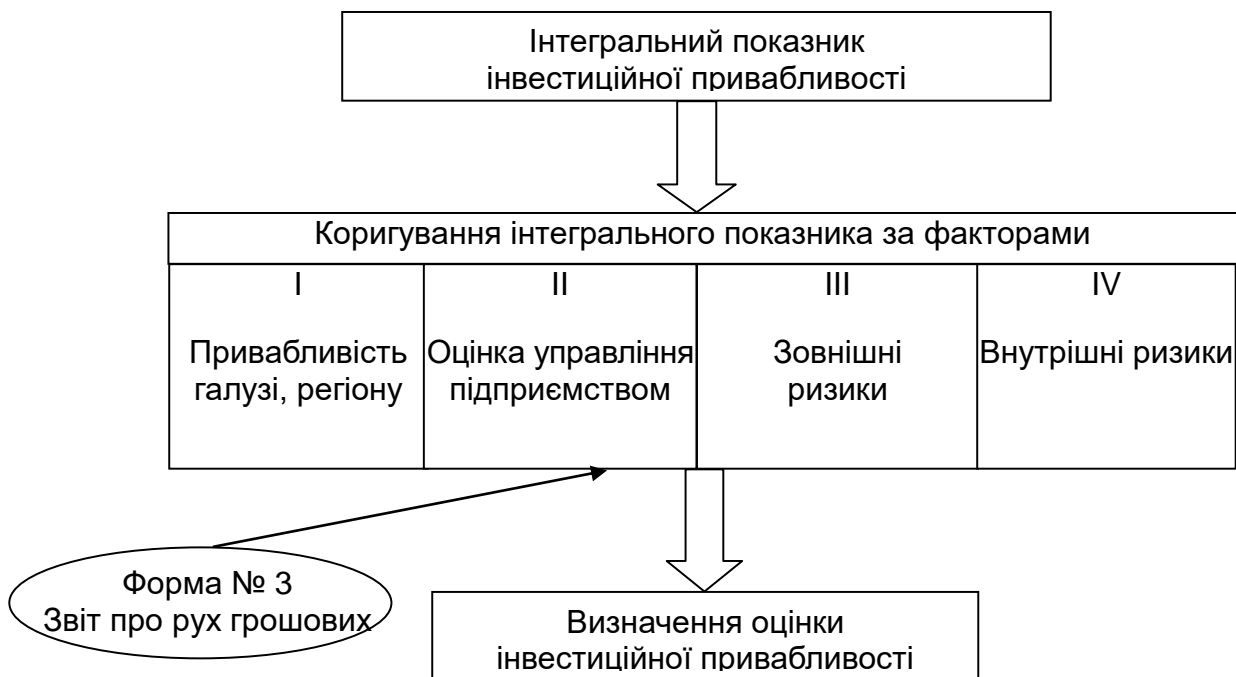 Інтегральний показник
інвестиційної привабливості
Коригування інтегрального показника за факторами
I
Привабливість
галузі, регіону
II
Оцінка управління
підприємством
III
Зовнішні
ризики
IV
Внутрішні ризики
Форма № 3
Звіт про рух грошових
Визначення оцінки
інвестиційної привабливості